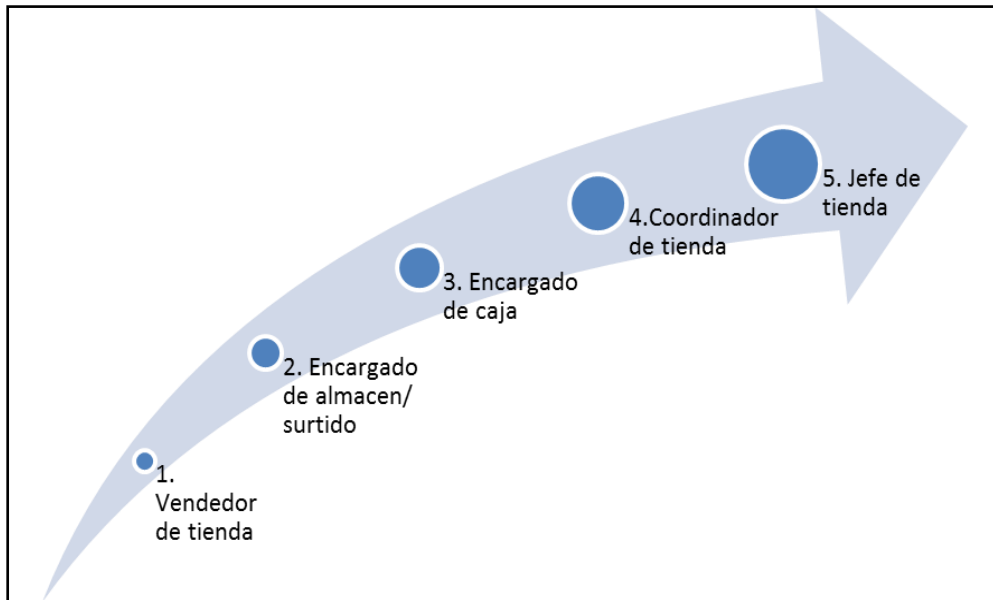 1.
Vendedor
de tienda
2. Encargado
de almacen/
surtido
3. Encargado
de caja
4.Coordinador
de tienda
5. Jefe de
tienda